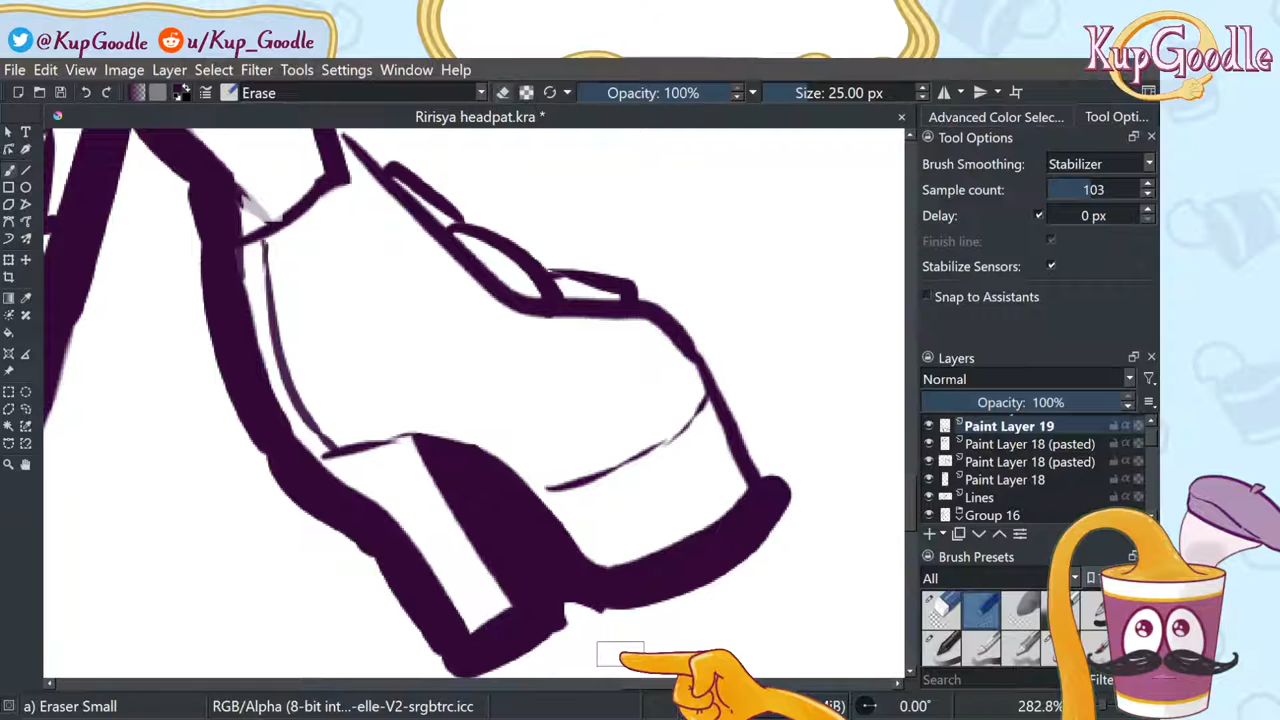 @KupGoodle u/Kup_Goodle
KupGoodle
File Edit View Image Layer Select Filter Tools Settings Window Help
Erase Opacity: 100% Size: 25.00 px
Ririsya headpat.kra *
Advanced Color Selec... Tool Opti...
Tool Options
Brush Smoothing: Stabilizer
Sample count: 103
Delay: 0 px
Finish line:
Stabilize Sensors:
Snap to Assistants
Layers
Normal
Opacity: 100%
Paint Layer 19
Paint Layer 18 (pasted)
Paint Layer 18 (pasted)
Paint Layer 18
Lines
Group 16
Brush Presets
All
Search
a) Eraser Small RGB/Alpha (8-bit int...-elle-V2-srgbtrc.icc 0.00° 282.8%